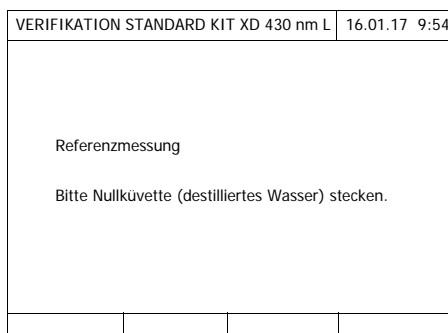 VERIFIKATION STANDARD KIT XD 430 nm L 16.01.17 9:54
Referenzmessung
Bitte Nullküvette (destilliertes Wasser) stecken.